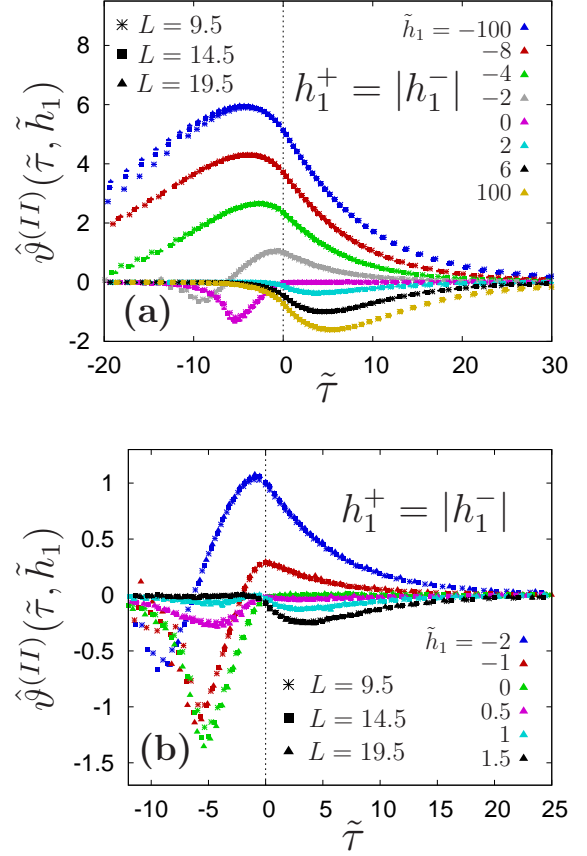 8
6
4
2
0
-2
ϑ̂^(II)(τ̃, h̃₁)
✳ L = 9.5
■ L = 14.5
▲ L = 19.5
h₁⁺ = |h₁⁻|
h̃₁ = −100
−8
−4
−2
0
2
6
100
(a)
-20 -10 0 10 20 30
τ̃
1
0.5
0
-0.5
-1
-1.5
ϑ̂^(II)(τ̃, h̃₁)
h₁⁺ = |h₁⁻|
h̃₁ = −2
−1
0
0.5
1
1.5
✳ L = 9.5
■ L = 14.5
▲ L = 19.5
(b)
-10 -5 0 5 10 15 20 25
τ̃